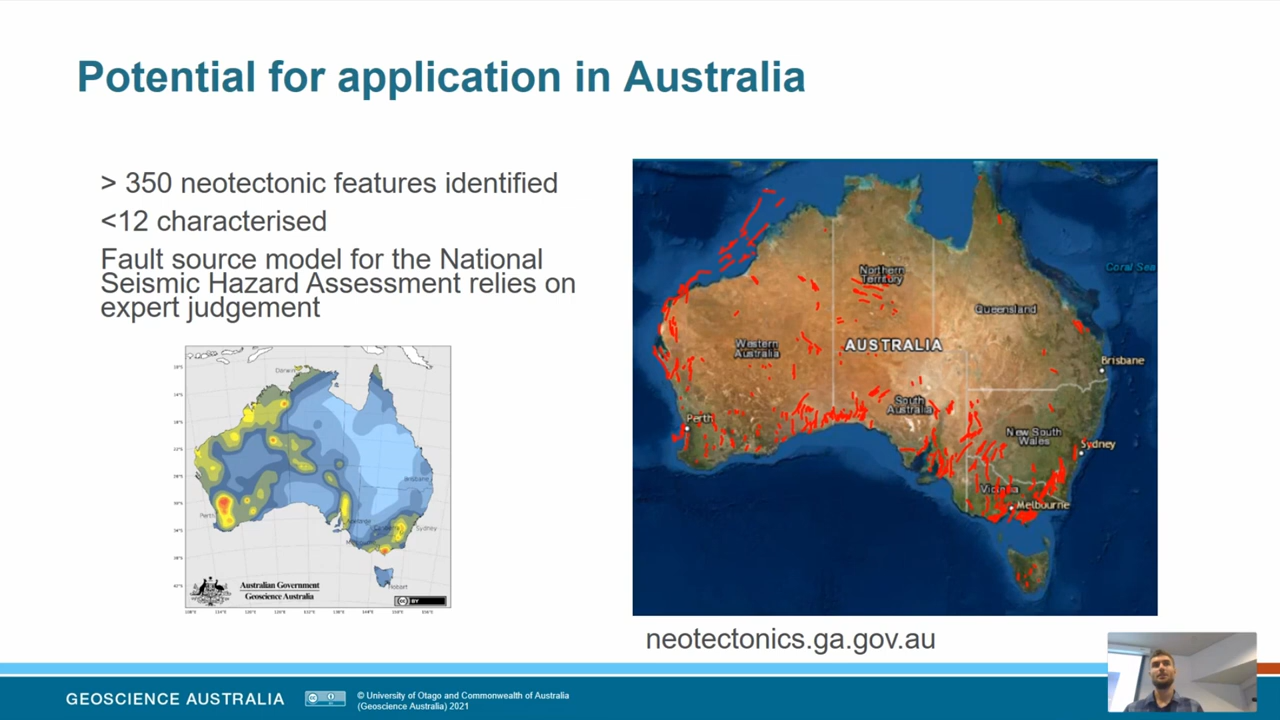 Potential for application in Australia
> 350 neotectonic features identified
<12 characterised
Fault source model for the National
Seismic Hazard Assessment relies on
expert judgement
Darwin
Brisbane
Perth
Sydney
Hobart
Australian Government
Geoscience Australia
CC BY
Coral Sea
Northern
Territory
Queensland
Western
Australia
AUSTRALIA
Brisbane
South
Australia
Perth
New South
Wales
Sydney
Victoria
Melbourne
neotectonics.ga.gov.au
GEOSCIENCE AUSTRALIA
© University of Otago and Commonwealth of Australia
(Geoscience Australia) 2021